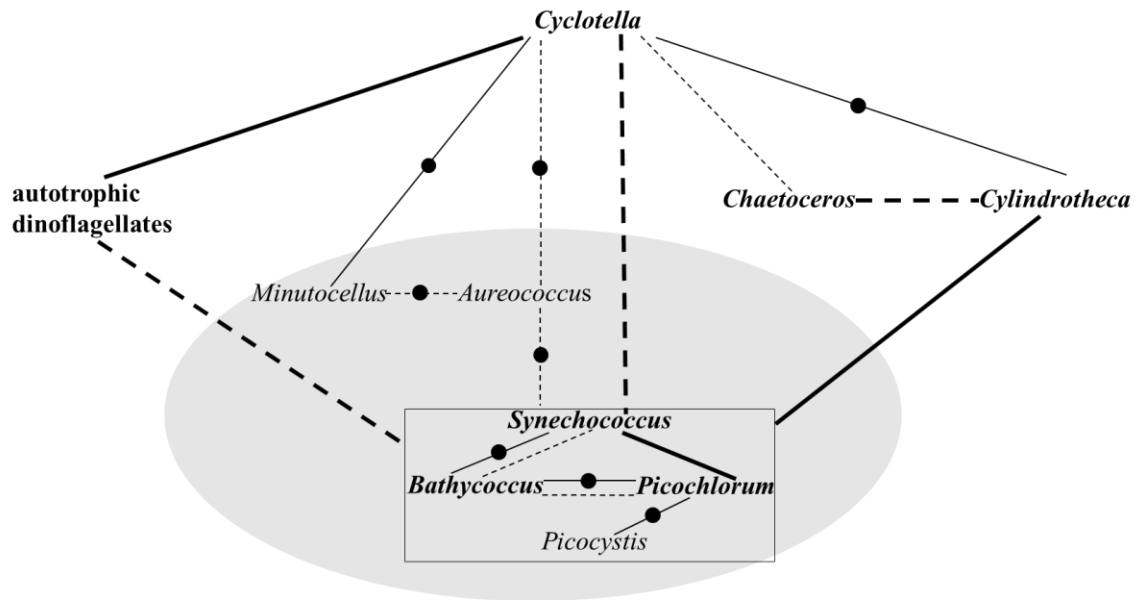 Cyclotella
autotrophic
dinoflagellates
Chaetoceros
Cylindrotheca
Minutocellus
Aureococcus
Synechococcus
Bathycoccus
Picochlorum
Picocystis